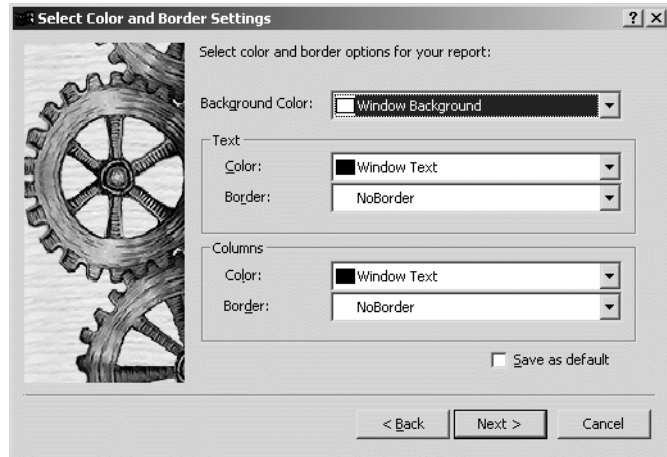 Select Color and Border Settings
Select color and border options for your report:
Background Color: Window Background
Text
Color: Window Text
Border: NoBorder
Columns
Color: Window Text
Border: NoBorder
Save as default
< Back Next > Cancel